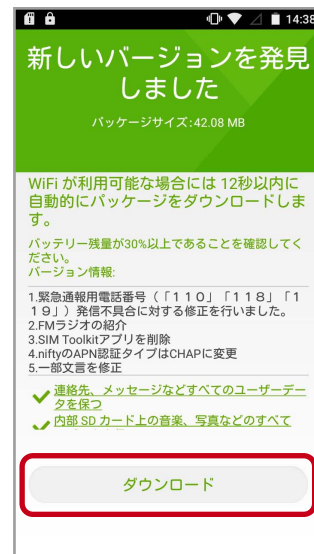 14:38
新しいバージョンを発見
しました
パッケージサイズ:42.08 MB
WiFi が利用可能な場合には 12秒以内に
自動的にパッケージをダウンロードしま
す。
バッテリー残量が30%以上であることを確認してく
ださい。
バージョン情報:
1.緊急通報用電話番号（「１１０」「１１８」「１
１９」）発信不具合に対する修正を行いました。
2.FMラジオの紹介
3.SIM Toolkitアプリを削除
4.niftyのAPN認証タイプはCHAPに変更
5.一部文言を修正
連絡先、メッセージなどすべてのユーザーデー
タを保つ
内部 SD カード上の音楽、写真などのすべて
ダウンロード